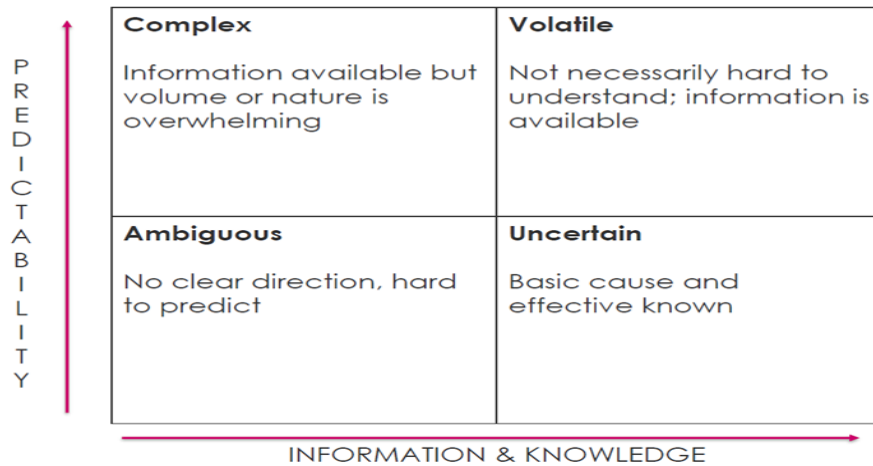 PREDICTABILITY
Complex
Information available but
volume or nature is
overwhelming
Volatile
Not necessarily hard to
understand; information is
available
Ambiguous
No clear direction, hard
to predict
Uncertain
Basic cause and
effective known
INFORMATION & KNOWLEDGE